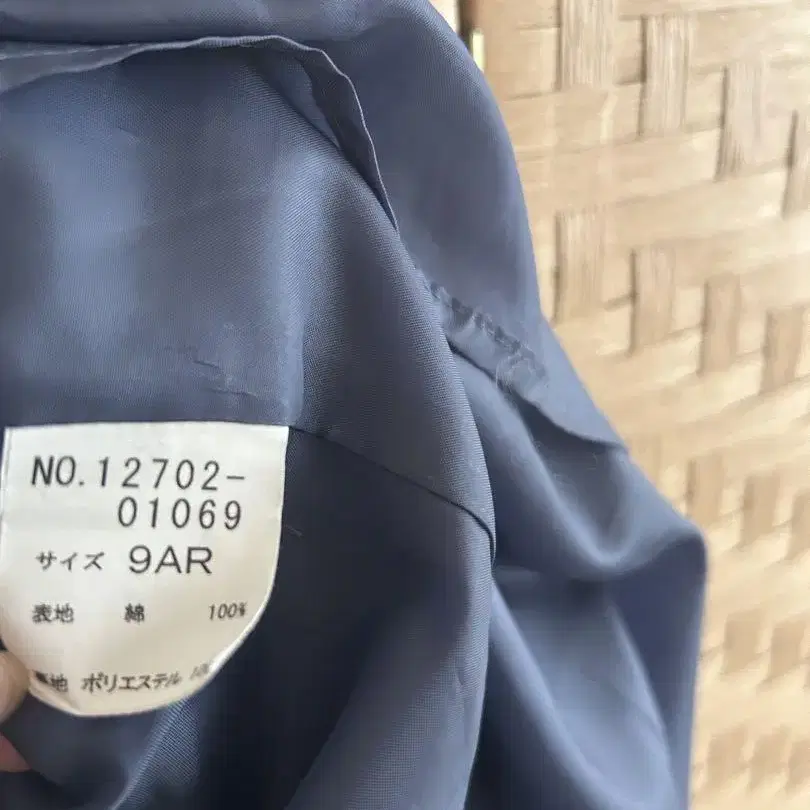 NO.12702-
01069
サイズ 9AR
表地 綿 100%
地 ポリエステル